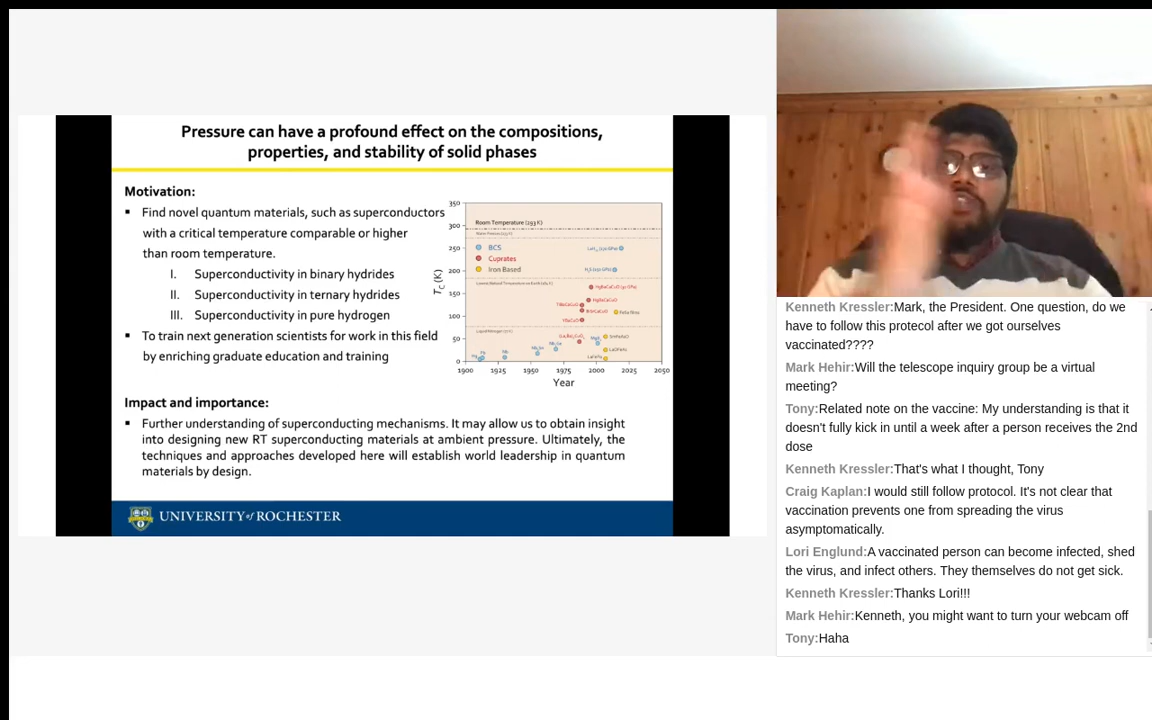 Pressure can have a profound effect on the compositions,
properties, and stability of solid phases
Motivation:
▪ Find novel quantum materials, such as superconductors
with a critical temperature comparable or higher
than room temperature.
I. Superconductivity in binary hydrides
II. Superconductivity in ternary hydrides
III. Superconductivity in pure hydrogen
▪ To train next generation scientists for work in this field
by enriching graduate education and training
350
300
250
200
150
100
50
0
T_C (K)
Room Temperature (293 K)
BCS
Cuprates
Iron Based
1900 1925 1950 1975 2000 2025 2050
Year
Impact and importance:
▪ Further understanding of superconducting mechanisms. It may allow us to obtain insight
into designing new RT superconducting materials at ambient pressure. Ultimately, the
techniques and approaches developed here will establish world leadership in quantum
materials by design.
UNIVERSITY of ROCHESTER
Kenneth Kressler:Mark, the President. One question, do we
have to follow this protecol after we got ourselves
vaccinated????
Mark Hehir:Will the telescope inquiry group be a virtual
meeting?
Tony:Related note on the vaccine: My understanding is that it
doesn't fully kick in until a week after a person receives the 2nd
dose
Kenneth Kressler:That's what I thought, Tony
Craig Kaplan:I would still follow protocol. It's not clear that
vaccination prevents one from spreading the virus
asymptomatically.
Lori Englund:A vaccinated person can become infected, shed
the virus, and infect others. They themselves do not get sick.
Kenneth Kressler:Thanks Lori!!!
Mark Hehir:Kenneth, you might want to turn your webcam off
Tony:Haha